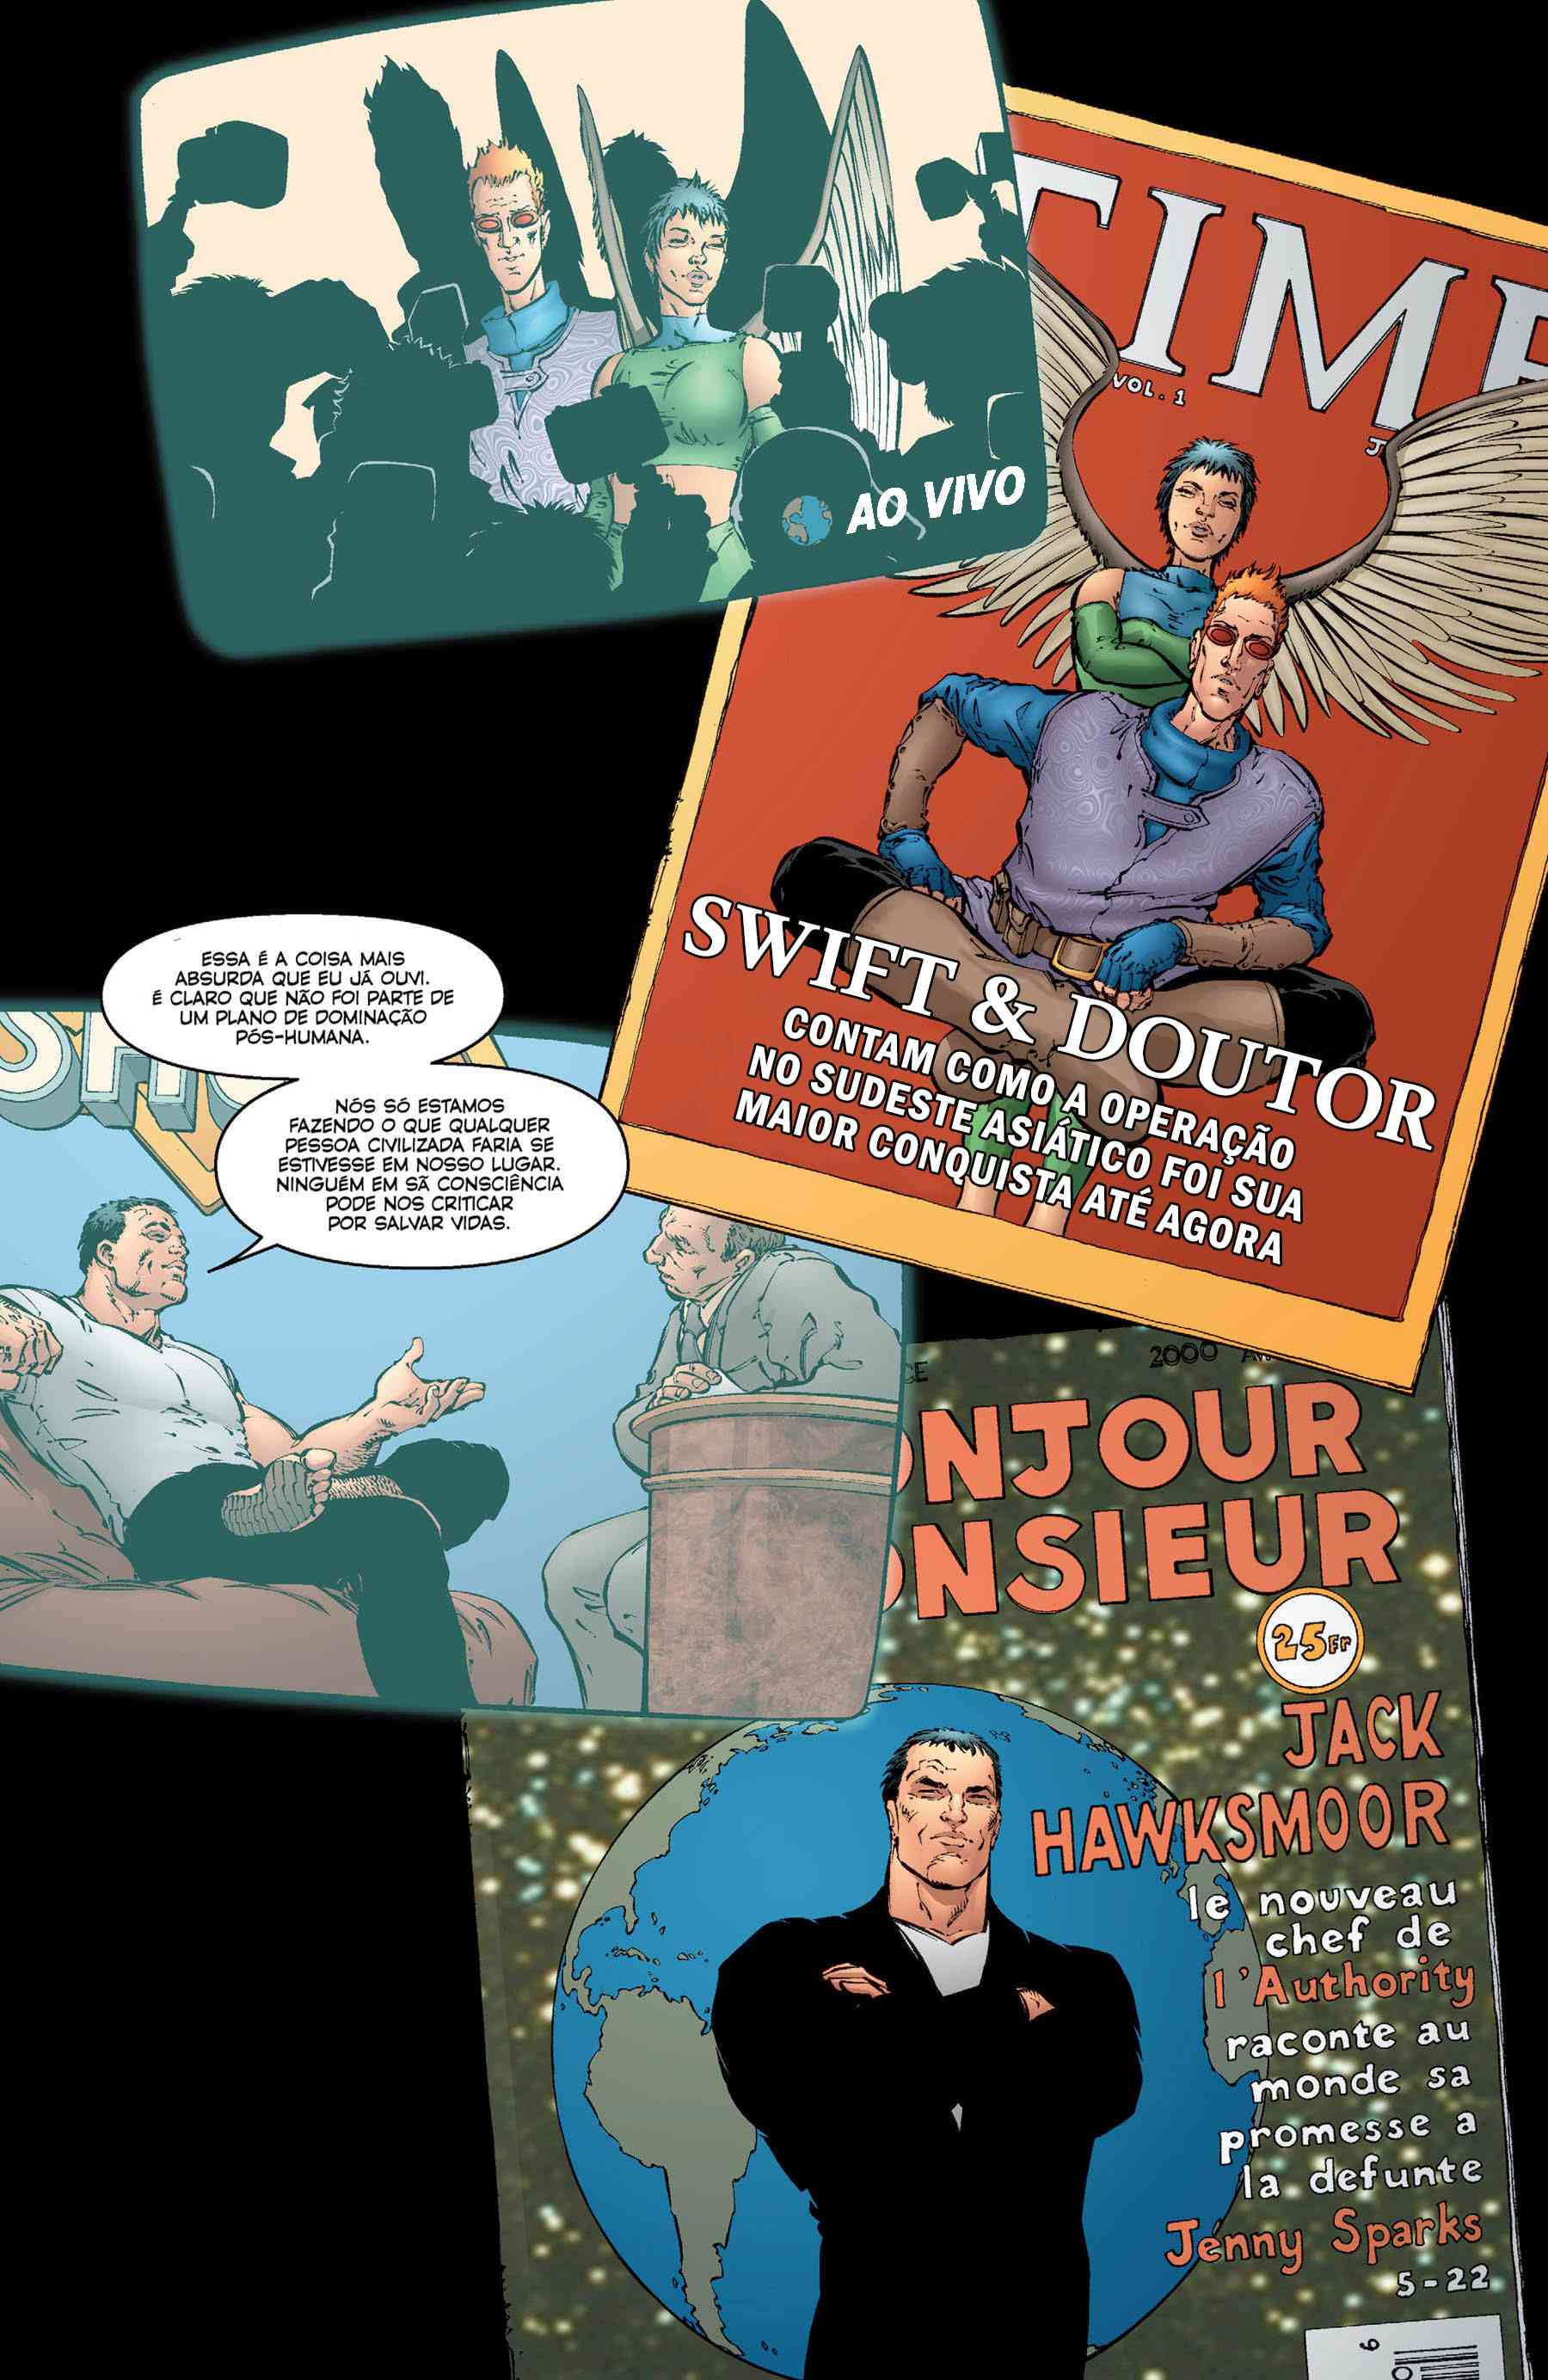 AO VIVO
TIME
VOL. 1
SWIFT & DOUTOR
CONTAM COMO A OPERAÇÃO
NO SUDESTE ASIÁTICO FOI SUA
MAIOR CONQUISTA ATÉ AGORA
ESSA É A COISA MAIS
ABSURDA QUE EU JÁ OUVI.
É CLARO QUE NÃO FOI PARTE DE
UM PLANO DE DOMINAÇÃO
PÓS-HUMANA.
NÓS SÓ ESTAMOS
FAZENDO O QUE QUALQUER
PESSOA CIVILIZADA FARIA SE
ESTIVESSE EM NOSSO LUGAR.
NINGUÉM EM SÃ CONSCIÊNCIA
PODE NOS CRITICAR
POR SALVAR VIDAS.
2000
ONJOUR
ONSIEUR
25Fr
JACK
HAWKSMOOR
le nouveau
chef de
l'Authority
raconte au
monde sa
promesse a
la defunte
Jenny Sparks
5-22
6